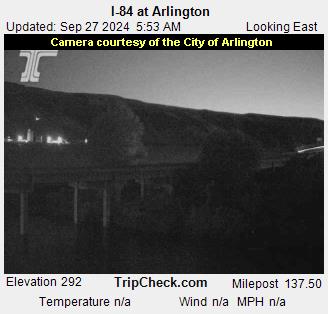 I-84 at Arlington
Updated: Sep 27 2024 5:53 AM Looking East
Camera courtesy of the City of Arlington
Elevation 292 TripCheck.com Milepost 137.50
Temperature n/a Wind n/a MPH n/a